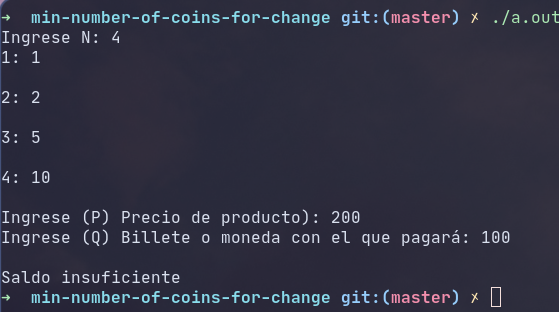 ➜ min-number-of-coins-for-change git:(master) ✗ ./a.out
Ingrese N: 4
1: 1
2: 2
3: 5
4: 10
Ingrese (P) Precio de producto): 200
Ingrese (Q) Billete o moneda con el que pagará: 100
Saldo insuficiente
➜ min-number-of-coins-for-change git:(master) ✗